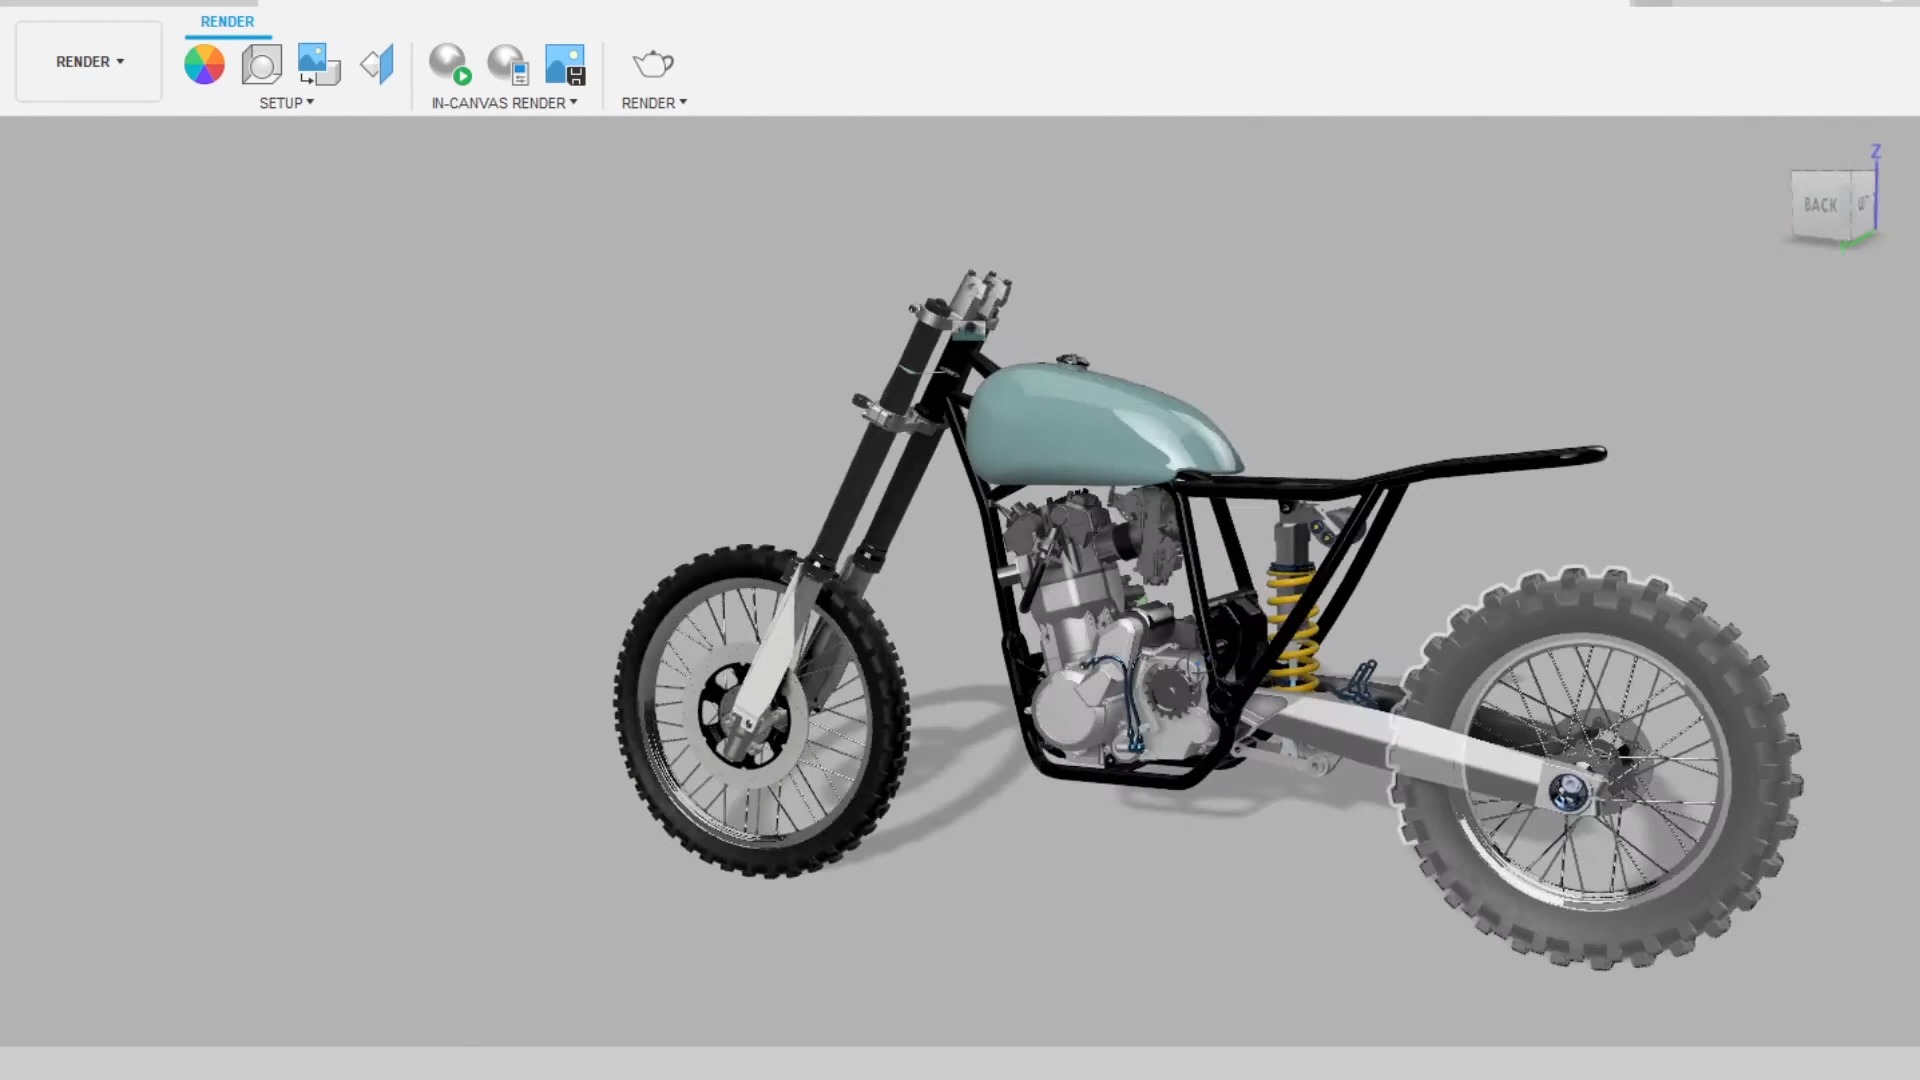 RENDER
RENDER
SETUP
IN-CANVAS RENDER
RENDER
Z
BACK